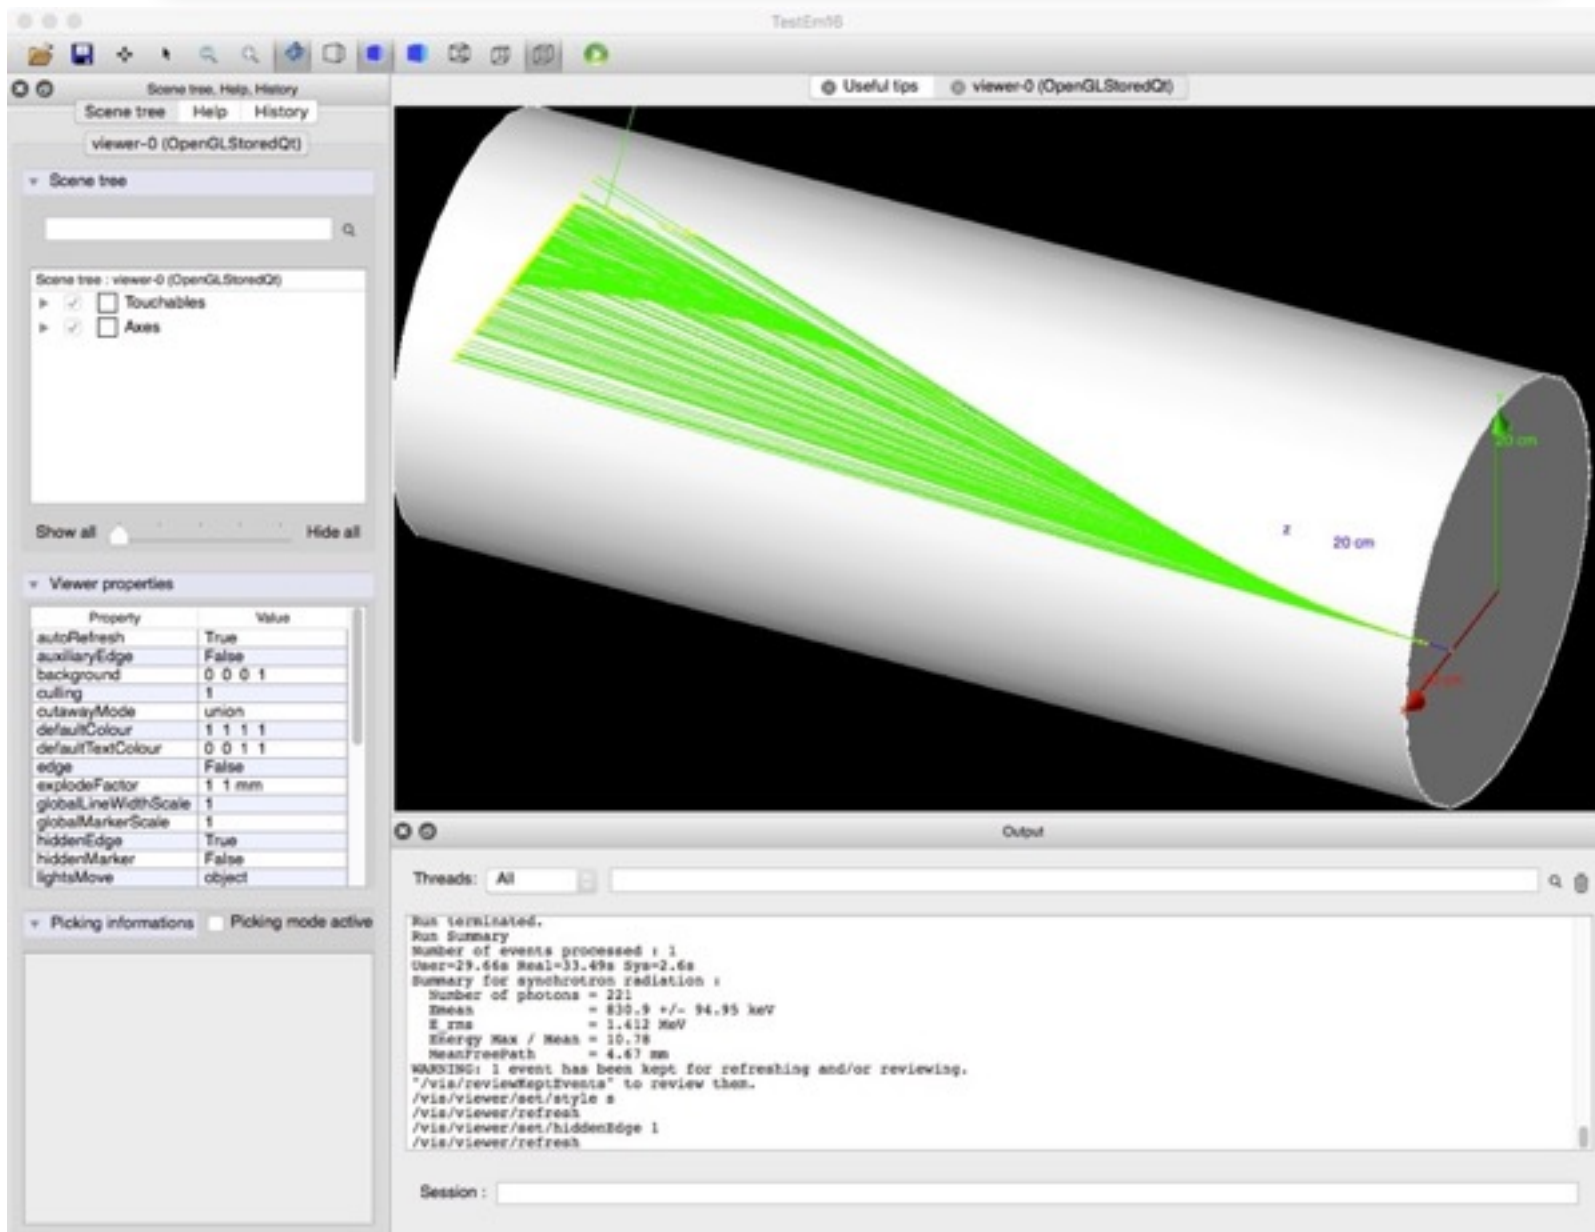 TestEm16
Scene tree, Help, History
Scene tree Help History
viewer-0 (OpenGLStoredQt)
Scene tree
Scene tree : viewer-0 (OpenGLStoredQt)
Touchables
Axes
Show all Hide all
Viewer properties
Property Value
autoRefresh True
auxiliaryEdge False
background 0 0 0 1
culling 1
cutawayMode union
defaultColour 1 1 1 1
defaultTextColour 0 0 1 1
edge False
explodeFactor 1 1 mm
globalLineWidthScale 1
globalMarkerScale 1
hiddenEdge True
hiddenMarker False
lightsMove object
Picking informations Picking mode active
Useful tips viewer-0 (OpenGLStoredQt)
20 cm
z 20 cm
Output
Threads: All
Run terminated.
Run Summary
Number of events processed : 1
User=29.66s Real=33.49s Sys=2.6s
Summary for synchrotron radiation :
Number of photons = 221
Emean = 830.9 +/- 94.95 keV
E_rms = 1.412 MeV
Energy Max / Mean = 10.78
MeanFreePath = 4.67 mm
WARNING: 1 event has been kept for refreshing and/or reviewing.
"/vis/reviewKeptEvents" to review them.
/vis/viewer/set/style s
/vis/viewer/refresh
/vis/viewer/set/hiddenEdge 1
/vis/viewer/refresh
Session :